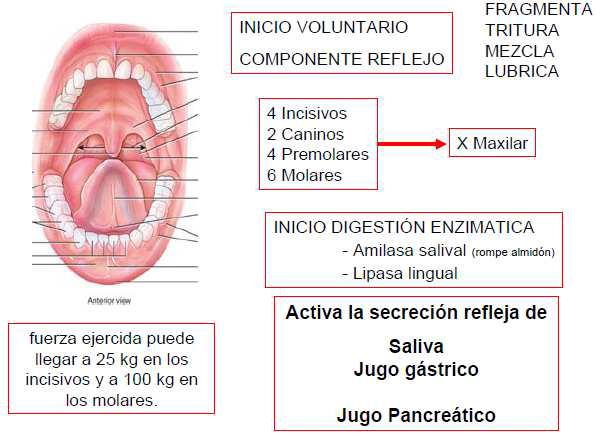 INICIO VOLUNTARIO
COMPONENTE REFLEJO
FRAGMENTA
TRITURA
MEZCLA
LUBRICA
4 Incisivos
2 Caninos
4 Premolares
6 Molares
X Maxilar
INICIO DIGESTIÓN ENZIMATICA
- Amilasa salival (rompe almidón)
- Lipasa lingual
Anterior view
fuerza ejercida puede
llegar a 25 kg en los
incisivos y a 100 kg en
los molares.
Activa la secreción refleja de
Saliva
Jugo gástrico
Jugo Pancreático